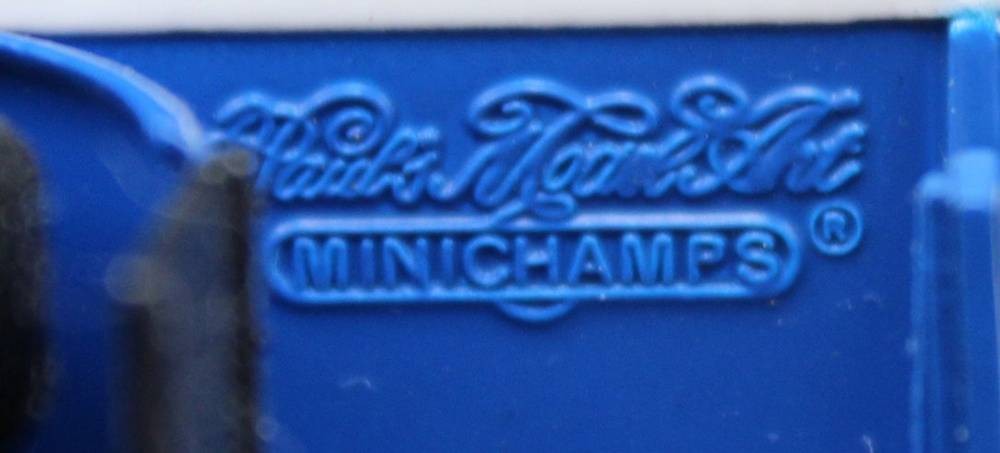 Paul's Model Art
MINICHAMPS ®